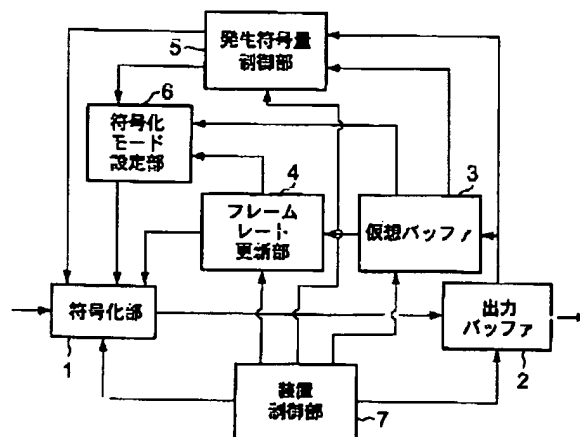 発生符号量
制御部
5
6
符号化
モード
設定部
4
フレーム
レート
更新部
3
仮想バッファ
符号化部
1
出力
バッファ
2
装置
制御部
7